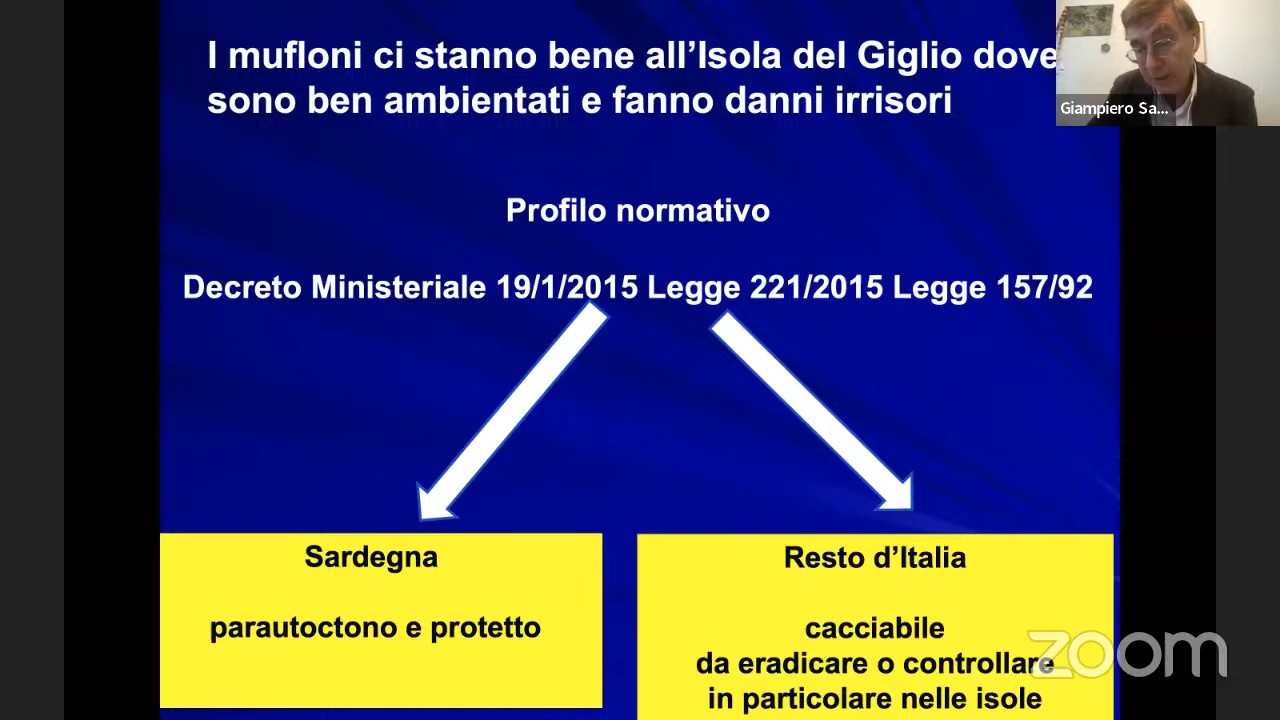 I mufloni ci stanno bene all’Isola del Giglio dove
sono ben ambientati e fanno danni irrisori
Giampiero Sa...
Profilo normativo
Decreto Ministeriale 19/1/2015 Legge 221/2015 Legge 157/92
Sardegna
parautoctono e protetto
Resto d’Italia
cacciabile
da eradicare o controllare
in particolare nelle isole
zoom